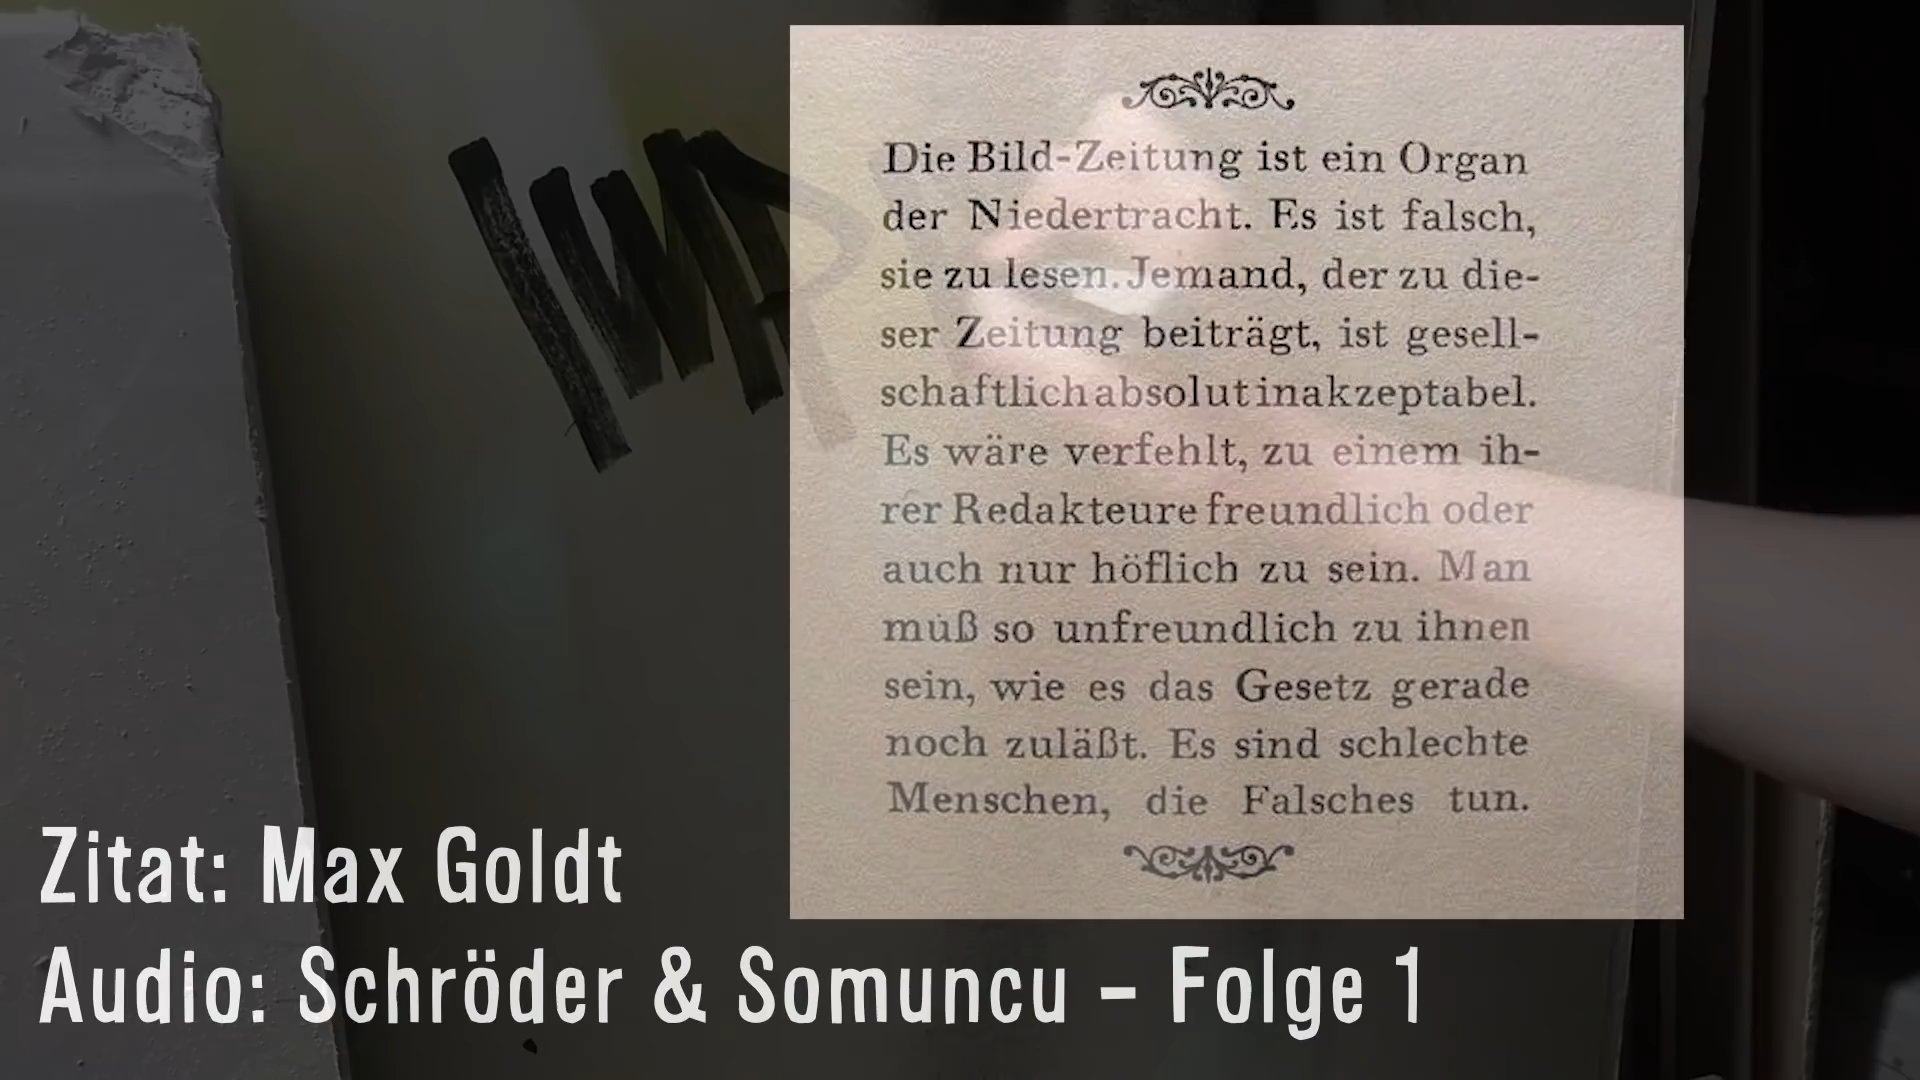 Die Bild-Zeitung ist ein Organ
der Niedertracht. Es ist falsch,
sie zu lesen. Jemand, der zu die-
ser Zeitung beiträgt, ist gesell-
schaftlich absolut inakzeptabel.
Es wäre verfehlt, zu einem ih-
rer Redakteure freundlich oder
auch nur höflich zu sein. Man
muß so unfreundlich zu ihnen
sein, wie es das Gesetz gerade
noch zuläßt. Es sind schlechte
Menschen, die Falsches tun.
Zitat: Max Goldt
Audio: Schröder & Somuncu - Folge 1